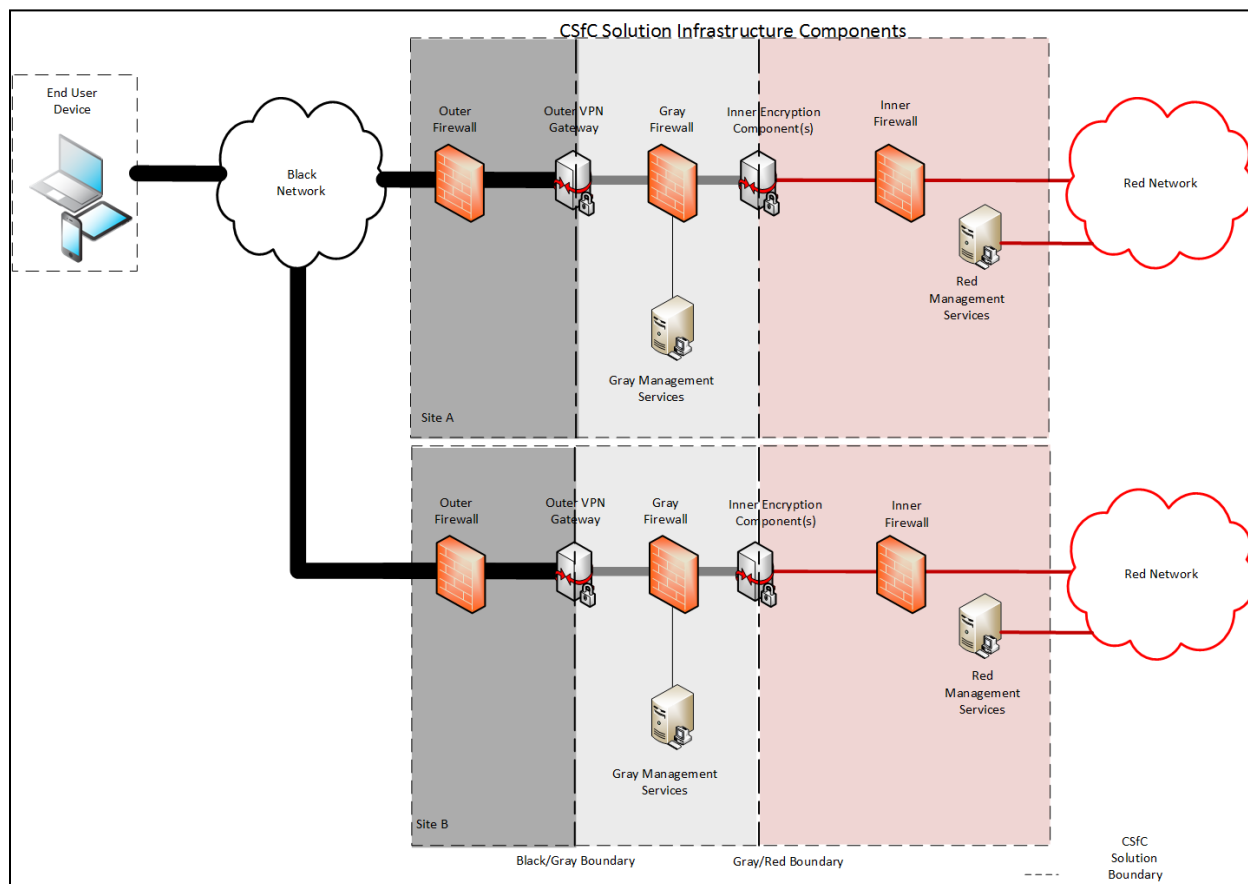 CSfC Solution Infrastructure Components
End User
Device
Black
Network
Outer
Firewall
Outer VPN
Gateway
Gray
Firewall
Inner Encryption
Component(s)
Inner
Firewall
Red Network
Red
Management
Services
Gray Management
Services
Site A
Outer
Firewall
Outer VPN
Gateway
Gray
Firewall
Inner Encryption
Component(s)
Inner
Firewall
Red Network
Red
Management
Services
Gray Management
Services
Site B
Black/Gray Boundary
Gray/Red Boundary
CSfC
Solution
Boundary